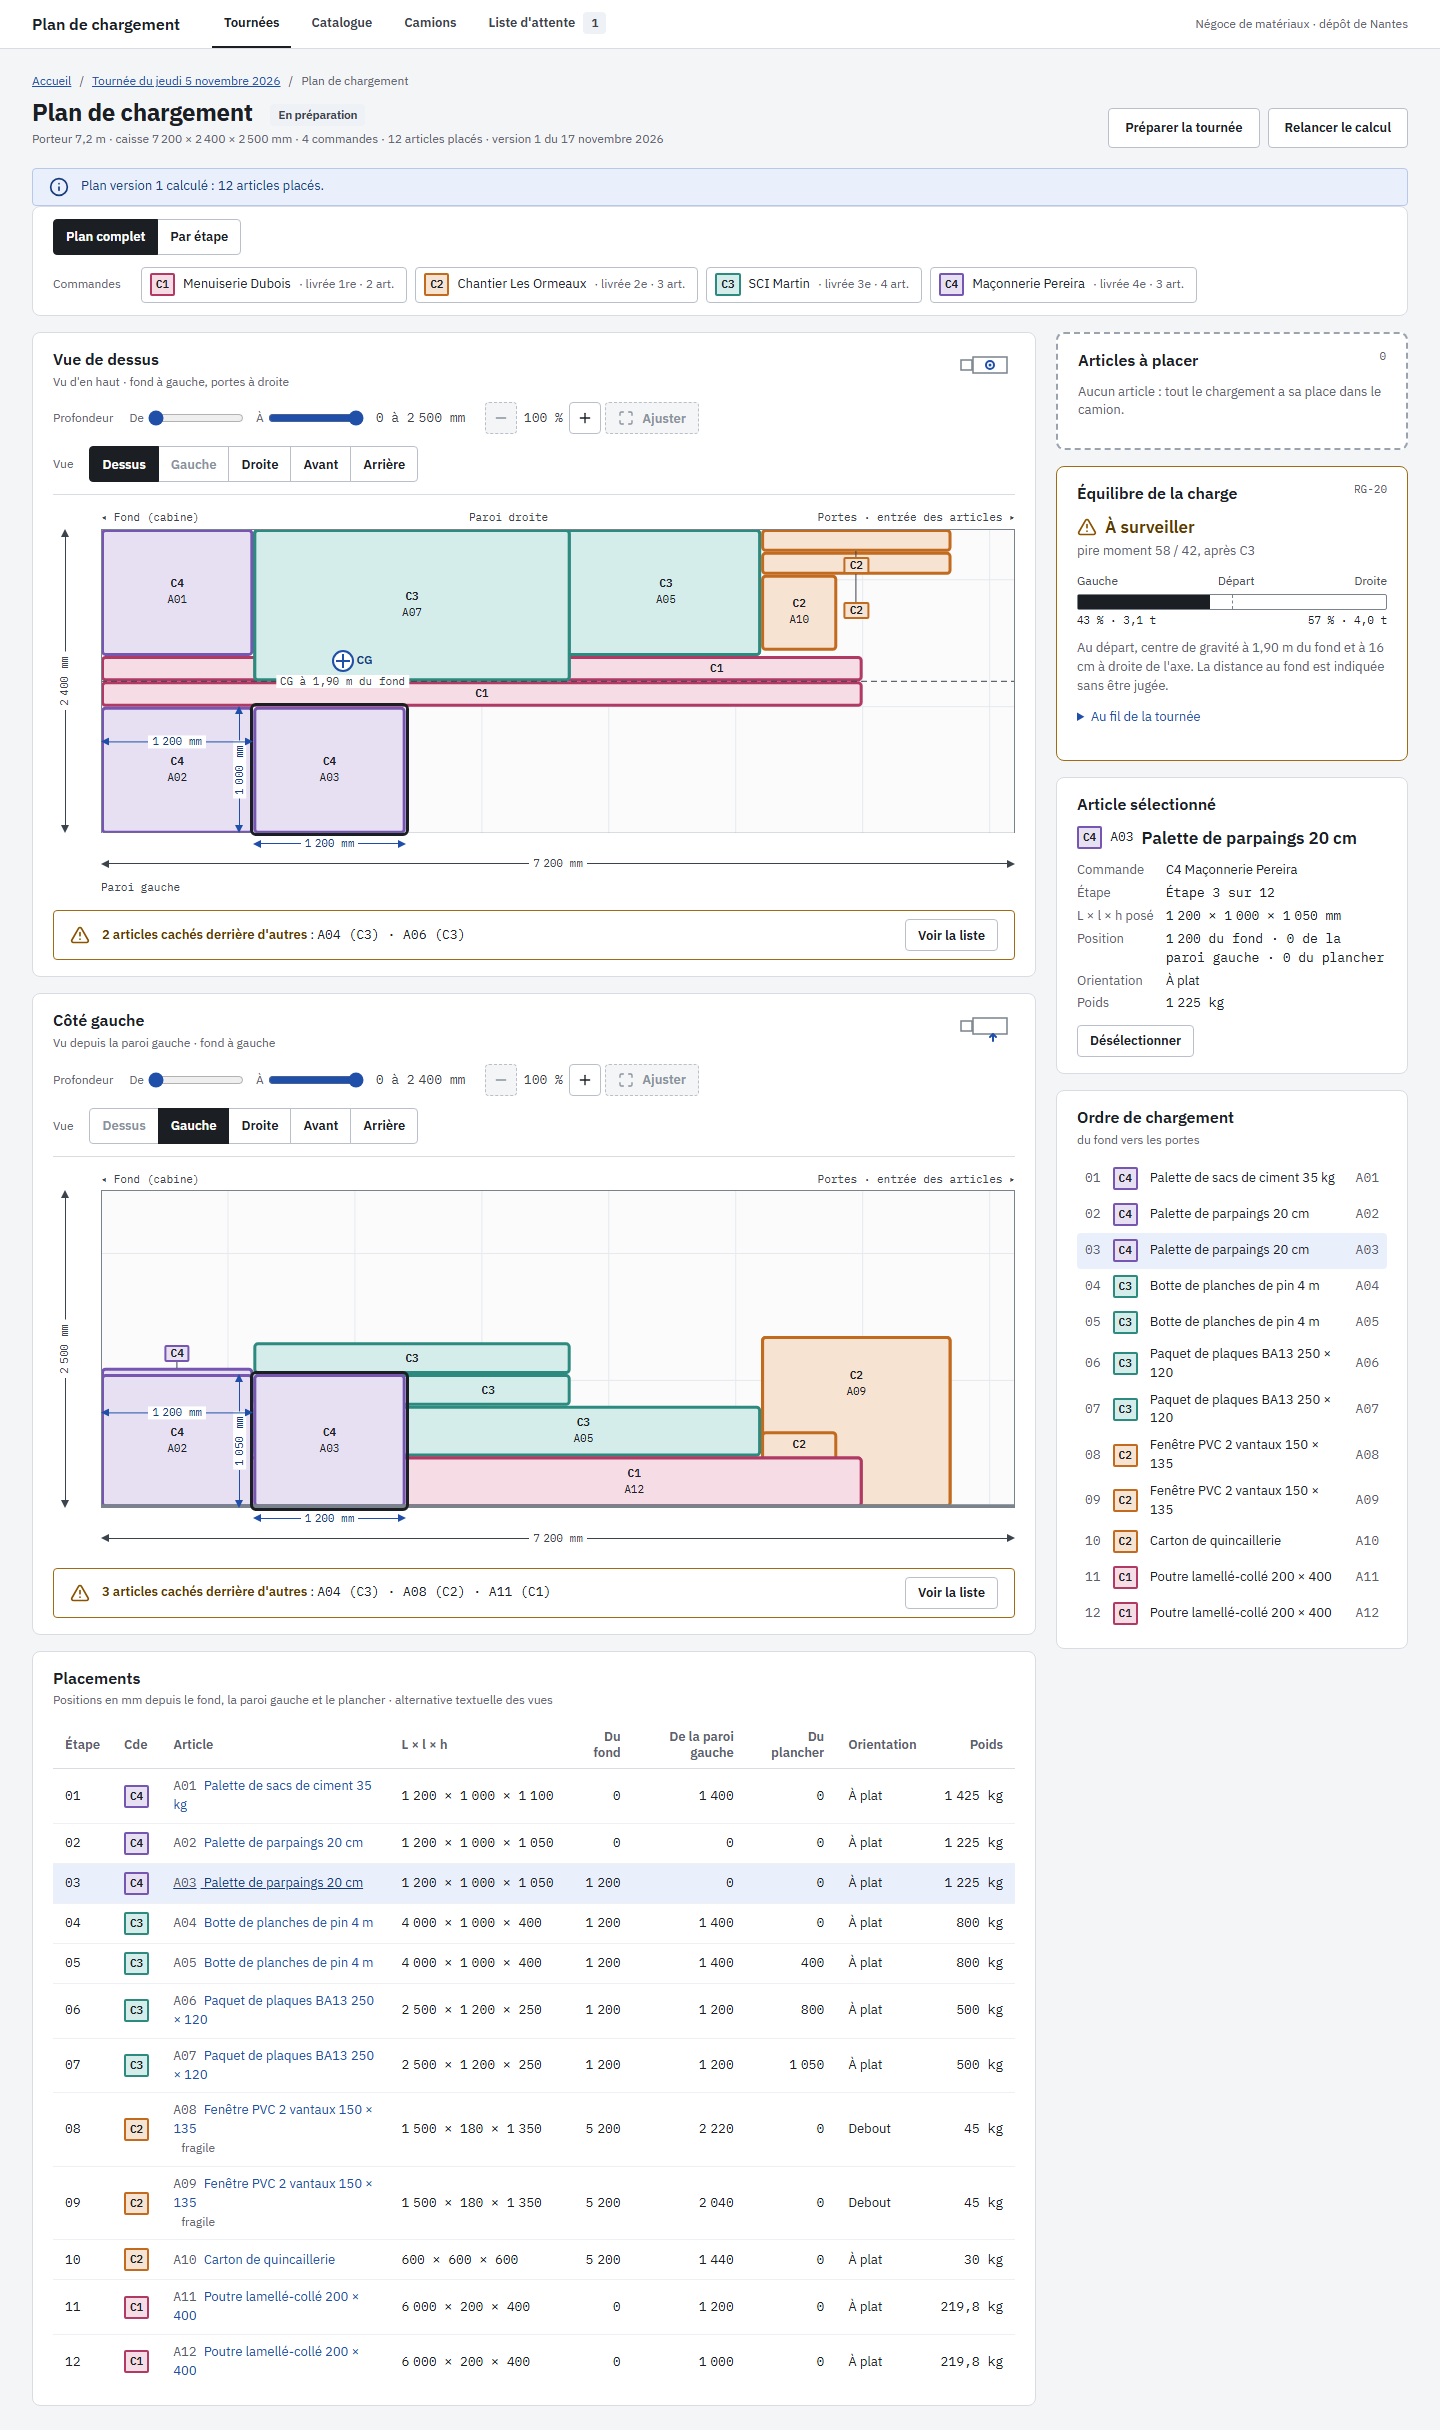 Plan de chargement
Tournées
Catalogue
Camions
Liste d'attente 1
Négoce de matériaux · dépôt de Nantes
Accueil / Tournée du jeudi 5 novembre 2026 / Plan de chargement
Plan de chargement En préparation
Porteur 7,2 m · caisse 7 200 × 2 400 × 2 500 mm · 4 commandes · 12 articles placés · version 1 du 17 novembre 2026
Préparer la tournée
Relancer le calcul
Plan version 1 calculé : 12 articles placés.
Plan complet
Par étape
Commandes
C1 Menuiserie Dubois · livrée 1re · 2 art.
C2 Chantier Les Ormeaux · livrée 2e · 3 art.
C3 SCI Martin · livrée 3e · 4 art.
C4 Maçonnerie Pereira · livrée 4e · 3 art.
Vue de dessus
Vu d'en haut · fond à gauche, portes à droite
Profondeur De À 0 à 2 500 mm − 100 % + Ajuster
Vue Dessus Gauche Droite Avant Arrière
◂ Fond (cabine)
Paroi droite
Portes · entrée des articles ▸
C4
A01
C3
A07
C3
A05
C2
C2
A10
C2
C1
CG
CG à 1,90 m du fond
C1
2 400 mm
1 200 mm
1 000 mm
C4
A02
C4
A03
1 200 mm
7 200 mm
Paroi gauche
2 articles cachés derrière d'autres : A04 (C3) · A06 (C3)
Voir la liste
Côté gauche
Vu depuis la paroi gauche · fond à gauche
Profondeur De À 0 à 2 400 mm − 100 % + Ajuster
Vue Dessus Gauche Droite Avant Arrière
◂ Fond (cabine)
Portes · entrée des articles ▸
2 500 mm
C4
C3
C3
C2
A09
C3
A05
C2
1 200 mm
1 050 mm
C4
A02
C4
A03
C1
A12
1 200 mm
7 200 mm
3 articles cachés derrière d'autres : A04 (C3) · A08 (C2) · A11 (C1)
Voir la liste
Placements
Positions en mm depuis le fond, la paroi gauche et le plancher · alternative textuelle des vues
Étape Cde Article L × l × h Du fond De la paroi gauche Du plancher Orientation Poids
01 C4 A01 Palette de sacs de ciment 35 kg 1 200 × 1 000 × 1 100 0 1 400 0 À plat 1 425 kg
02 C4 A02 Palette de parpaings 20 cm 1 200 × 1 000 × 1 050 0 0 0 À plat 1 225 kg
03 C4 A03 Palette de parpaings 20 cm 1 200 × 1 000 × 1 050 1 200 0 0 À plat 1 225 kg
04 C3 A04 Botte de planches de pin 4 m 4 000 × 1 000 × 400 1 200 1 400 0 À plat 800 kg
05 C3 A05 Botte de planches de pin 4 m 4 000 × 1 000 × 400 1 200 1 400 400 À plat 800 kg
06 C3 A06 Paquet de plaques BA13 250 × 120 2 500 × 1 200 × 250 1 200 1 200 800 À plat 500 kg
07 C3 A07 Paquet de plaques BA13 250 × 120 2 500 × 1 200 × 250 1 200 1 200 1 050 À plat 500 kg
08 C2 A08 Fenêtre PVC 2 vantaux 150 × 135 fragile 1 500 × 180 × 1 350 5 200 2 220 0 Debout 45 kg
09 C2 A09 Fenêtre PVC 2 vantaux 150 × 135 fragile 1 500 × 180 × 1 350 5 200 2 040 0 Debout 45 kg
10 C2 A10 Carton de quincaillerie 600 × 600 × 600 5 200 1 440 0 À plat 30 kg
11 C1 A11 Poutre lamellé-collé 200 × 400 6 000 × 200 × 400 0 1 200 0 À plat 219,8 kg
12 C1 A12 Poutre lamellé-collé 200 × 400 6 000 × 200 × 400 0 1 000 0 À plat 219,8 kg
Articles à placer 0
Aucun article : tout le chargement a sa place dans le
camion.
Équilibre de la charge RG-20
À surveiller
pire moment 58 / 42, après C3
Gauche Départ Droite
43 % · 3,1 t 57 % · 4,0 t
Au départ, centre de gravité à 1,90 m du fond et à 16
cm à droite de l'axe. La distance au fond est indiquée
sans être jugée.
▶ Au fil de la tournée
Article sélectionné
C4 A03 Palette de parpaings 20 cm
Commande C4 Maçonnerie Pereira
Étape Étape 3 sur 12
L × l × h posé 1 200 × 1 000 × 1 050 mm
Position 1 200 du fond · 0 de la
paroi gauche · 0 du plancher
Orientation À plat
Poids 1 225 kg
Désélectionner
Ordre de chargement
du fond vers les portes
01 C4 Palette de sacs de ciment 35 kg A01
02 C4 Palette de parpaings 20 cm A02
03 C4 Palette de parpaings 20 cm A03
04 C3 Botte de planches de pin 4 m A04
05 C3 Botte de planches de pin 4 m A05
06 C3 Paquet de plaques BA13 250 × 120 A06
07 C3 Paquet de plaques BA13 250 × 120 A07
08 C2 Fenêtre PVC 2 vantaux 150 × 135 A08
09 C2 Fenêtre PVC 2 vantaux 150 × 135 A09
10 C2 Carton de quincaillerie A10
11 C1 Poutre lamellé-collé 200 × 400 A11
12 C1 Poutre lamellé-collé 200 × 400 A12